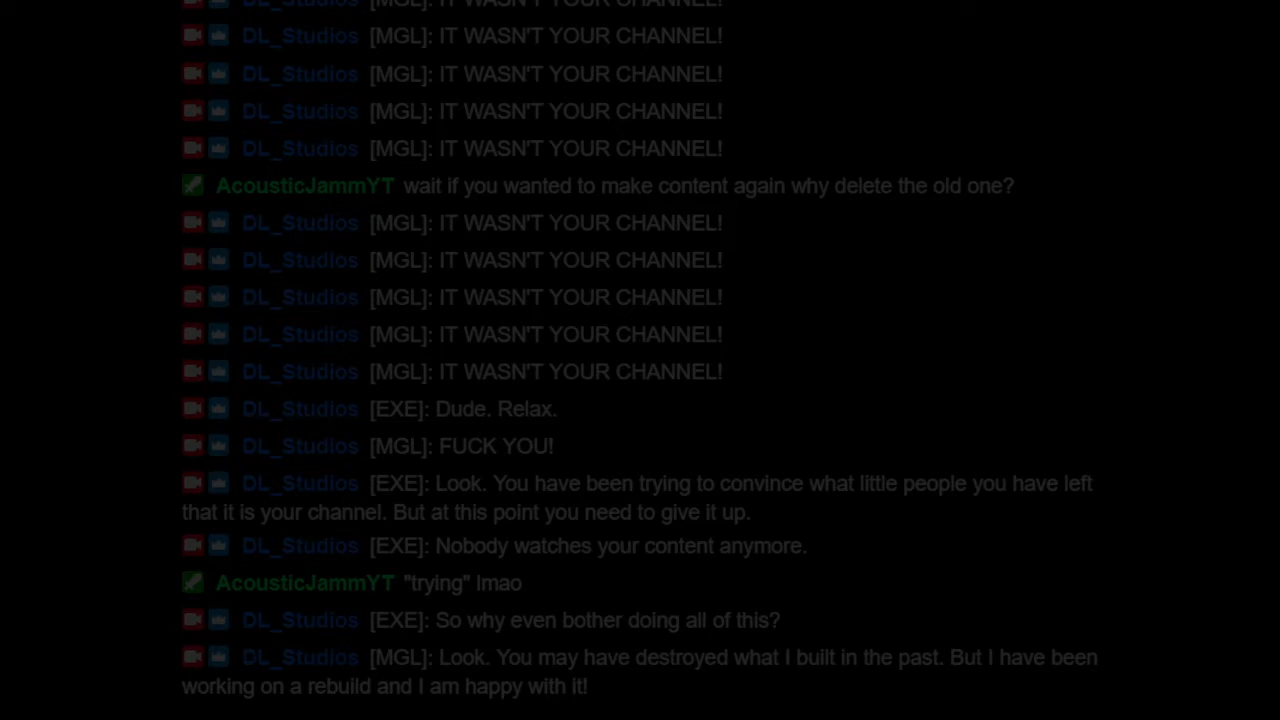 DL_Studios [MGL]: IT WASN'T YOUR CHANNEL!
DL_Studios [MGL]: IT WASN'T YOUR CHANNEL!
DL_Studios [MGL]: IT WASN'T YOUR CHANNEL!
DL_Studios [MGL]: IT WASN'T YOUR CHANNEL!
DL_Studios [MGL]: IT WASN'T YOUR CHANNEL!
AcousticJammYT wait if you wanted to make content again why delete the old one?
DL_Studios [MGL]: IT WASN'T YOUR CHANNEL!
DL_Studios [MGL]: IT WASN'T YOUR CHANNEL!
DL_Studios [MGL]: IT WASN'T YOUR CHANNEL!
DL_Studios [MGL]: IT WASN'T YOUR CHANNEL!
DL_Studios [MGL]: IT WASN'T YOUR CHANNEL!
DL_Studios [EXE]: Dude. Relax.
DL_Studios [MGL]: FUCK YOU!
DL_Studios [EXE]: Look. You have been trying to convince what little people you have left
that it is your channel. But at this point you need to give it up.
DL_Studios [EXE]: Nobody watches your content anymore.
AcousticJammYT "trying" lmao
DL_Studios [EXE]: So why even bother doing all of this?
DL_Studios [MGL]: Look. You may have destroyed what I built in the past. But I have been
working on a rebuild and I am happy with it!